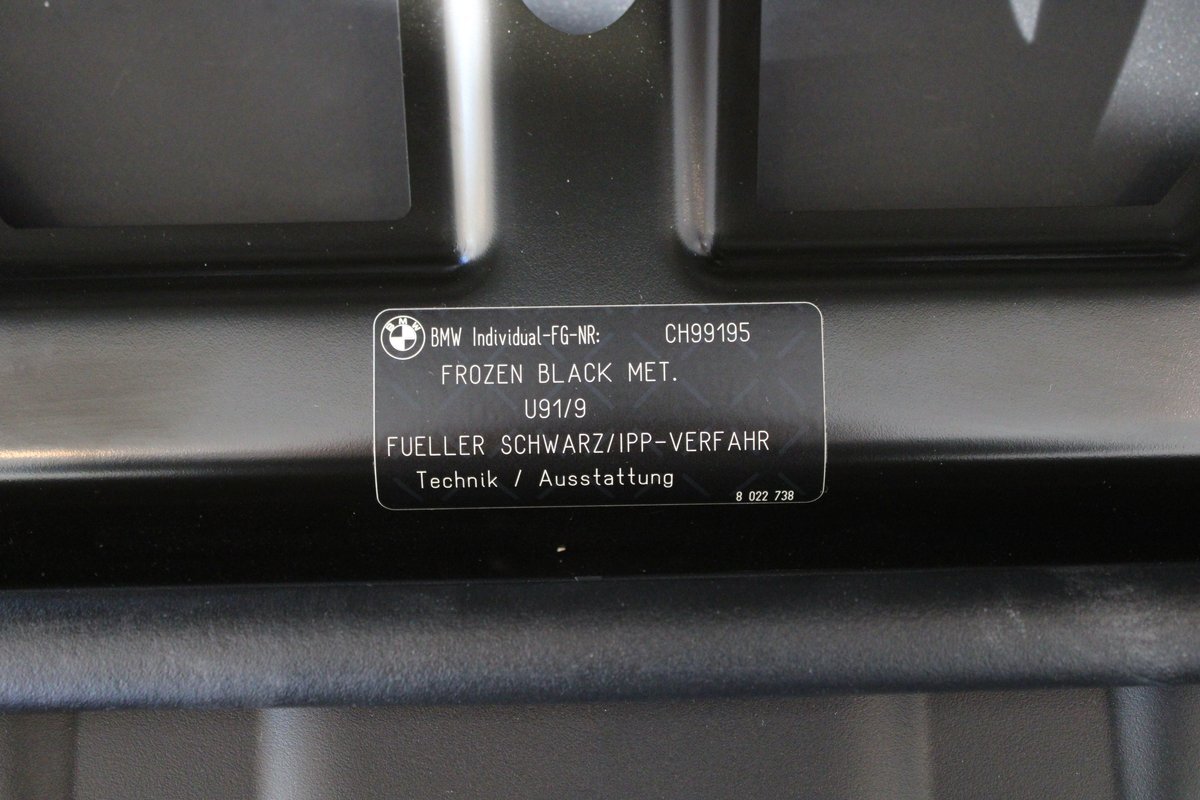 BMW BMW Individual-FG-NR: CH99195
FROZEN BLACK MET.
U91/9
FUELLER SCHWARZ/IPP-VERFAHR
Technik / Ausstattung
8 022 738